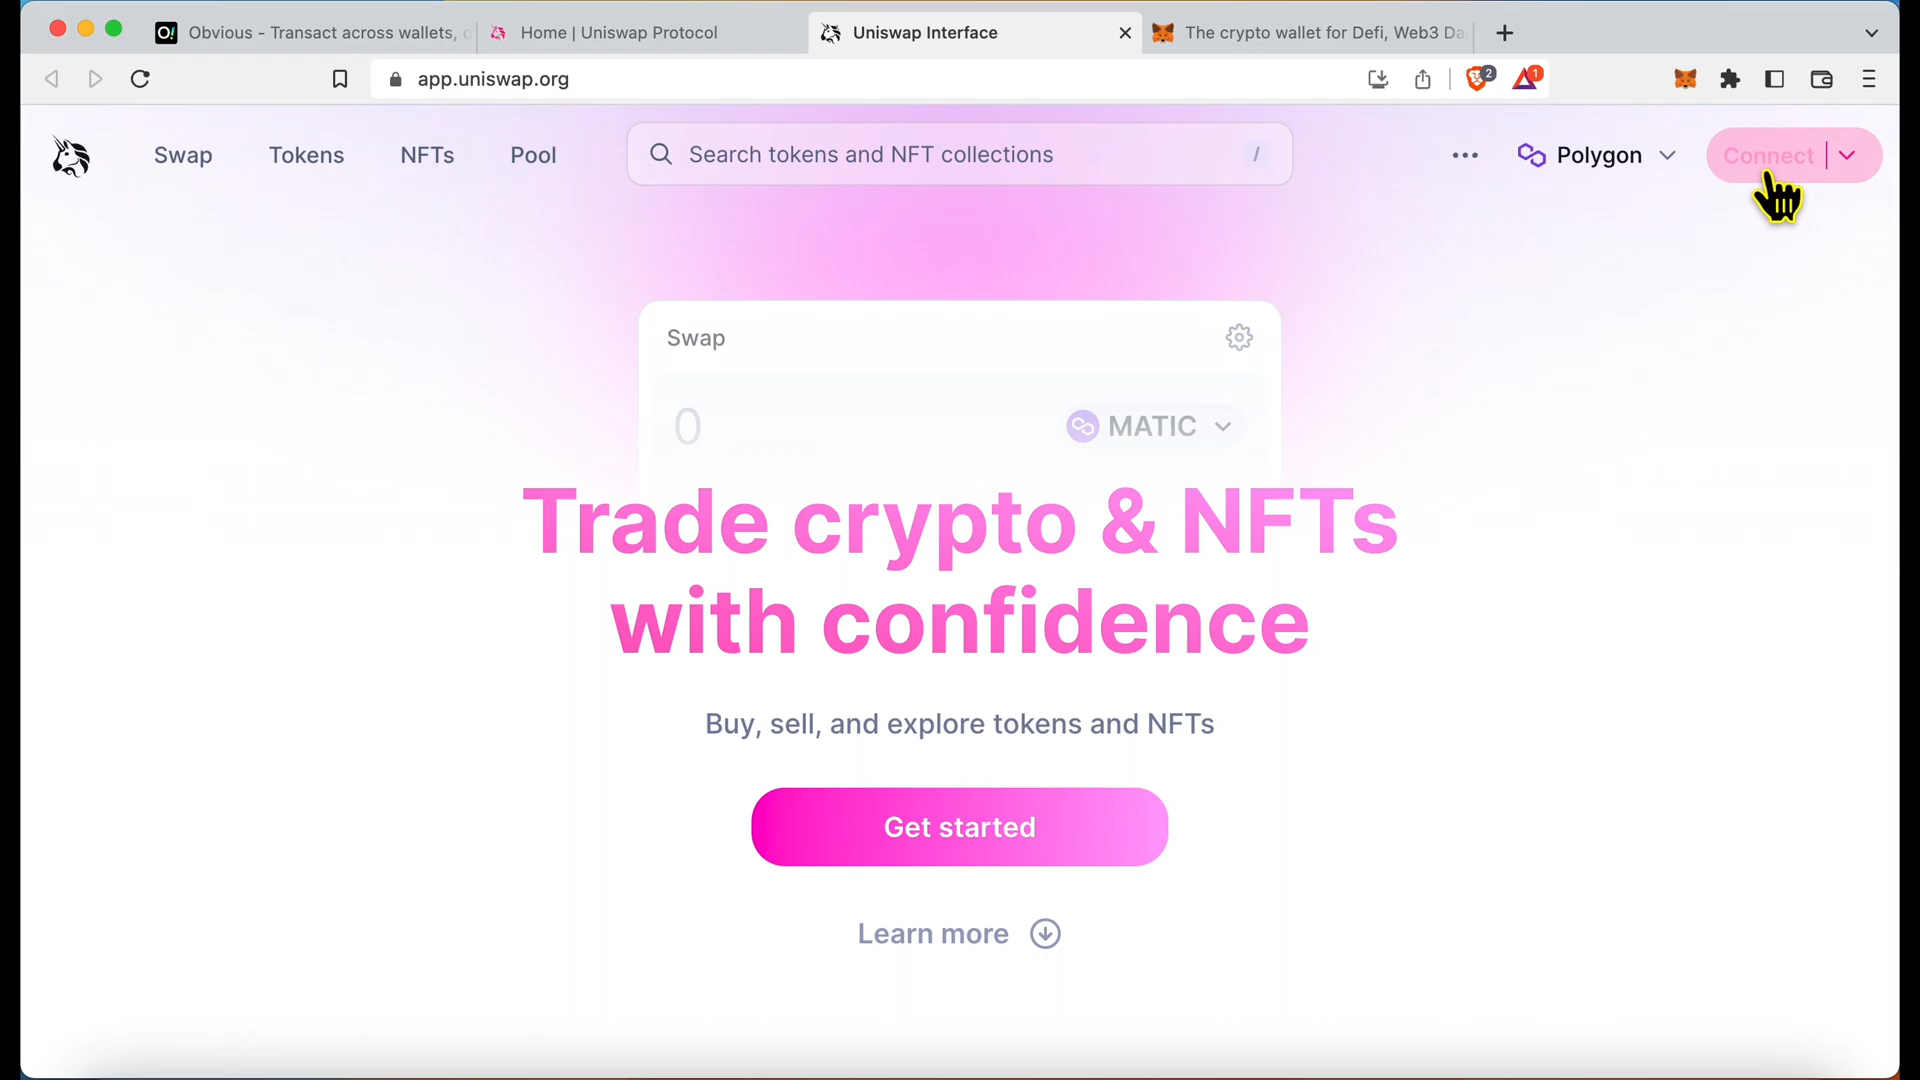 O! Obvious - Transact across wallets,
Home | Uniswap Protocol
Uniswap Interface
The crypto wallet for Defi, Web3 Da
app.uniswap.org
2
1
Swap
Tokens
NFTs
Pool
Search tokens and NFT collections
/
Polygon
Connect
Swap
0
MATIC
Trade crypto & NFTs
with confidence
Buy, sell, and explore tokens and NFTs
Get started
Learn more